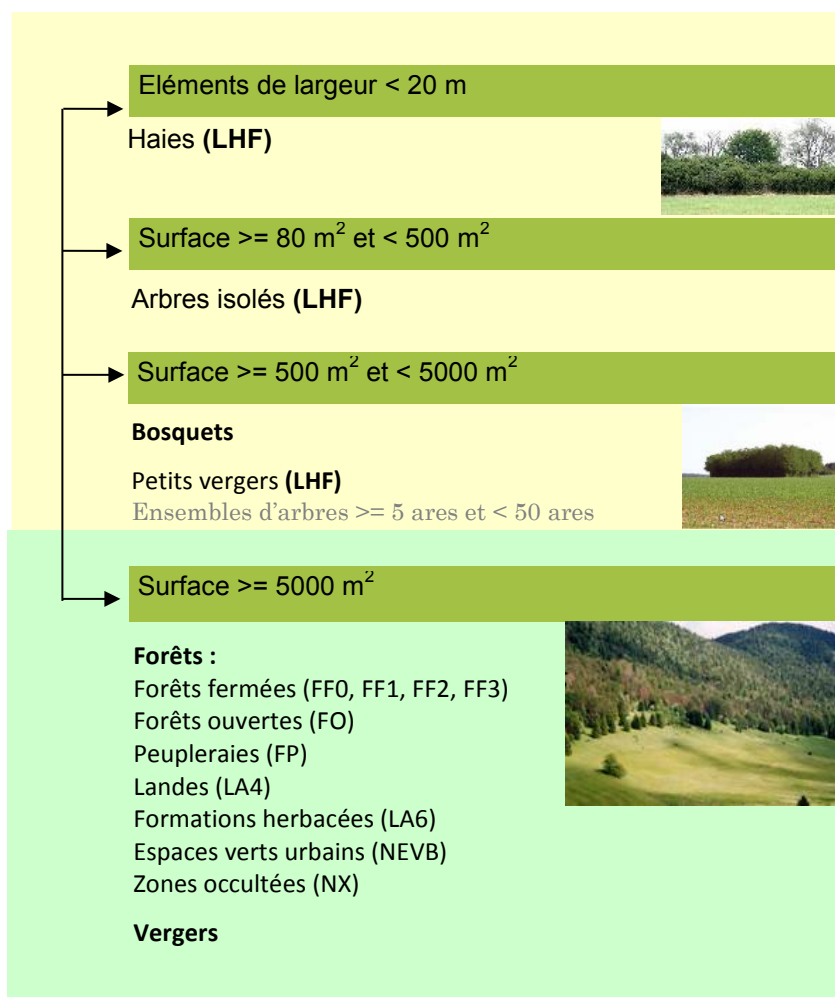 Eléments de largeur < 20 m
Haies (LHF)
Surface >= 80 m² et < 500 m²
Arbres isolés (LHF)
Surface >= 500 m² et < 5000 m²
Bosquets
Petits vergers (LHF)
Ensembles d'arbres >= 5 ares et < 50 ares
Surface >= 5000 m²
Forêts :
Forêts fermées (FF0, FF1, FF2, FF3)
Forêts ouvertes (FO)
Peupleraies (FP)
Landes (LA4)
Formations herbacées (LA6)
Espaces verts urbains (NEVB)
Zones occultées (NX)
Vergers